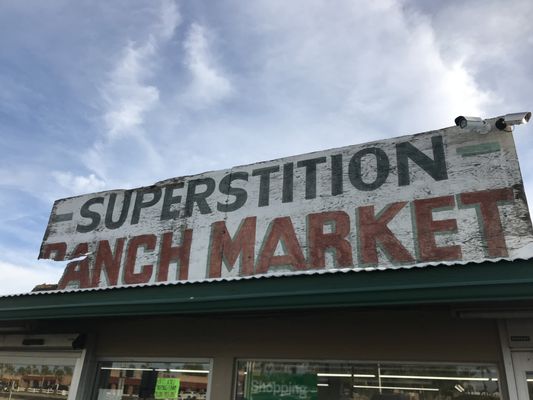 SUPERSTITION
RANCH MARKET
Shopping